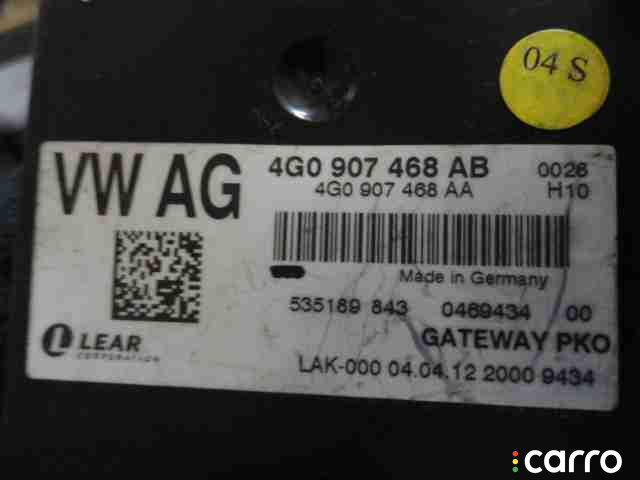 04 S
VW AG
4G0 907 468 AB 0026
4G0 907 468 AA H10
Made in Germany
535189 843 0469434 00
LEAR
CORPORATION
GATEWAY PKO
LAK-000 04.04.12 2000 9434
carro